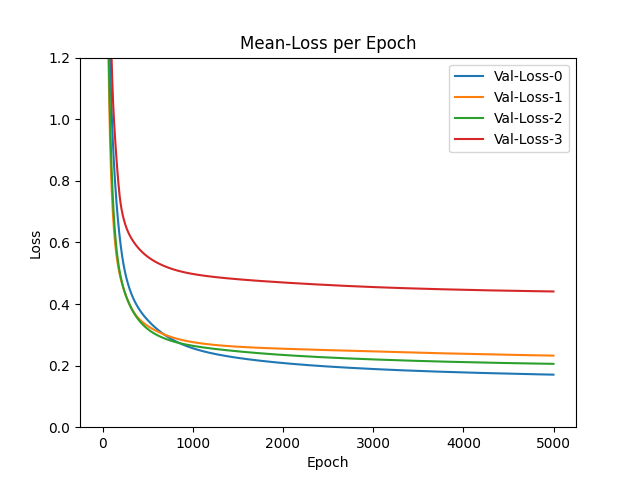 Mean-Loss per Epoch
Val-Loss-0
Val-Loss-1
Val-Loss-2
Val-Loss-3
Loss
1.2
1.0
0.8
0.6
0.4
0.2
0.0
0 1000 2000 3000 4000 5000
Epoch